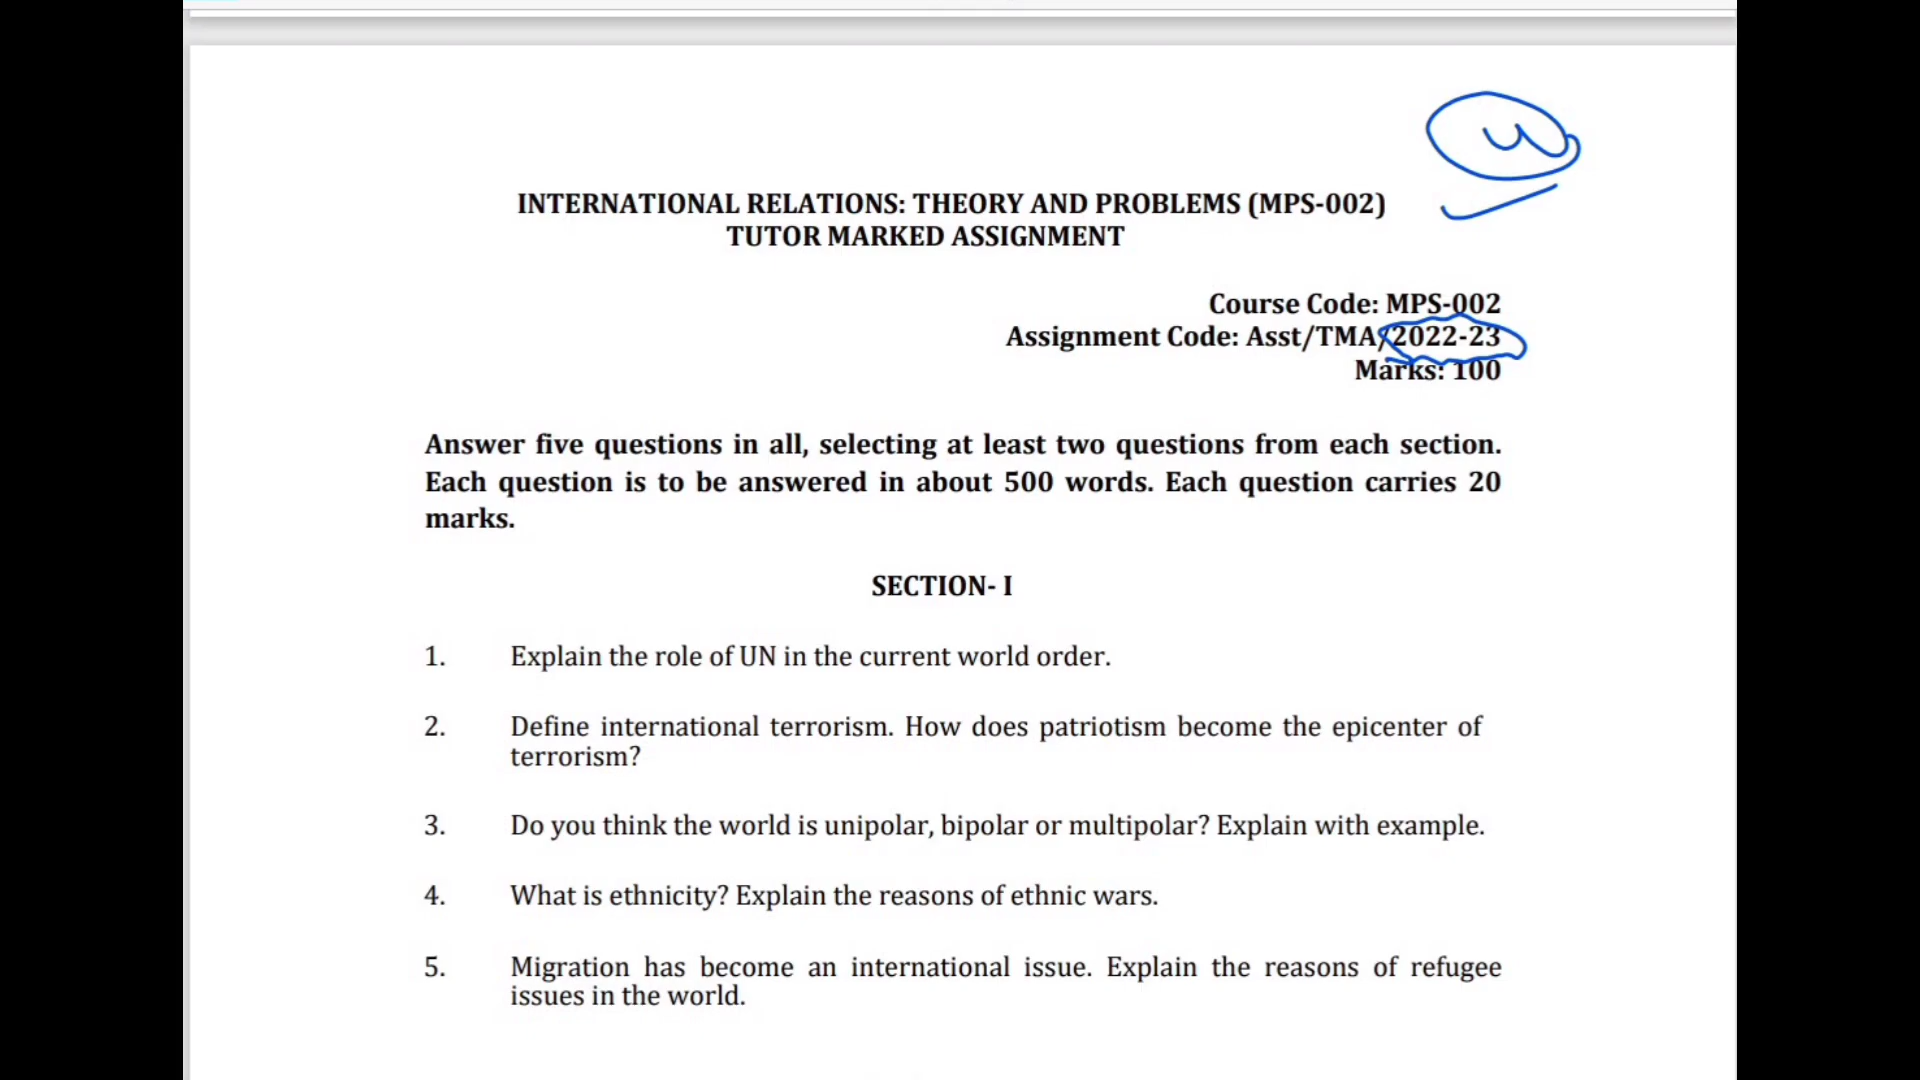 INTERNATIONAL RELATIONS: THEORY AND PROBLEMS (MPS-002)
TUTOR MARKED ASSIGNMENT
Course Code: MPS-002
Assignment Code: Asst/TMA/2022-23
Marks: 100
Answer five questions in all, selecting at least two questions from each section.
Each question is to be answered in about 500 words. Each question carries 20
marks.
SECTION- I
1. Explain the role of UN in the current world order.
2. Define international terrorism. How does patriotism become the epicenter of
terrorism?
3. Do you think the world is unipolar, bipolar or multipolar? Explain with example.
4. What is ethnicity? Explain the reasons of ethnic wars.
5. Migration has become an international issue. Explain the reasons of refugee
issues in the world.